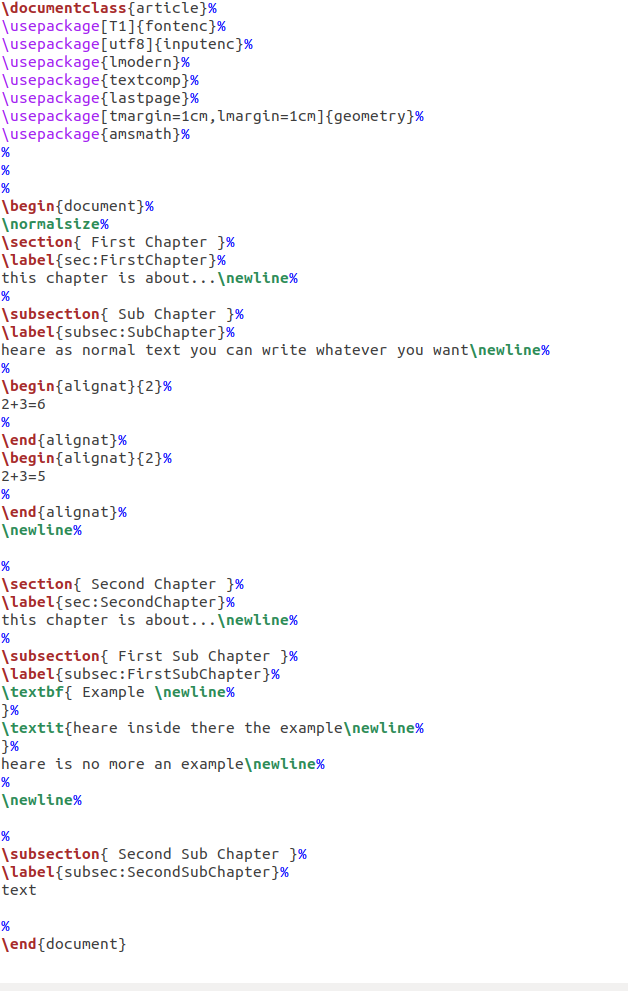 \documentclass{article}%
\usepackage[T1]{fontenc}%
\usepackage[utf8]{inputenc}%
\usepackage{lmodern}%
\usepackage{textcomp}%
\usepackage{lastpage}%
\usepackage[tmargin=1cm,lmargin=1cm]{geometry}%
\usepackage{amsmath}%
%
%
%
\begin{document}%
\normalsize%
\section{ First Chapter }%
\label{sec:FirstChapter}%
this chapter is about...\newline%
%
\subsection{ Sub Chapter }%
\label{subsec:SubChapter}%
heare as normal text you can write whatever you want\newline%
%
\begin{alignat}{2}%
2+3=6
%
\end{alignat}%
\begin{alignat}{2}%
2+3=5
%
\end{alignat}%
\newline%

%
\section{ Second Chapter }%
\label{sec:SecondChapter}%
this chapter is about...\newline%
%
\subsection{ First Sub Chapter }%
\label{subsec:FirstSubChapter}%
\textbf{ Example \newline%
}%
\textit{heare inside there the example\newline%
}%
heare is no more an example\newline%
%
\newline%

%
\subsection{ Second Sub Chapter }%
\label{subsec:SecondSubChapter}%
text

%
\end{document}